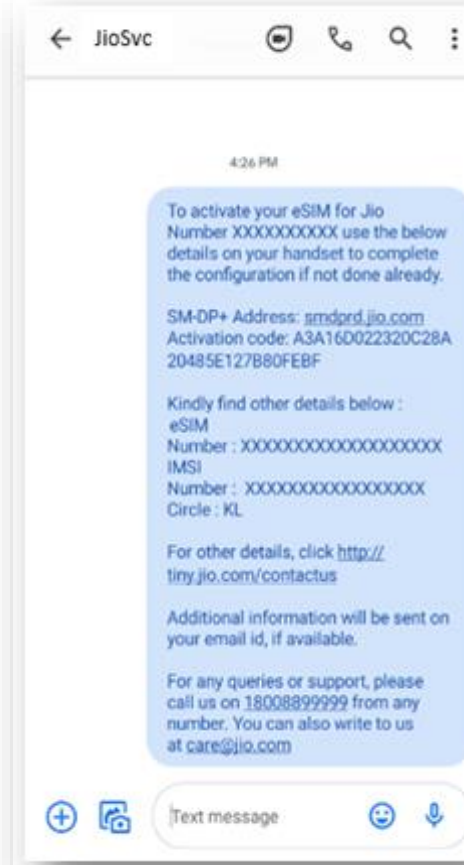 JioSvc
4:26 PM
To activate your eSIM for Jio
Number XXXXXXXXXX use the below
details on your handset to complete
the configuration if not done already.
SM-DP+ Address: smdprd.jio.com
Activation code: A3A16D022320C28A
20485E127B80FEBF
Kindly find other details below :
eSIM
Number : XXXXXXXXXXXXXXXXXXX
IMSI
Number : XXXXXXXXXXXXXXXXX
Circle : KL
For other details, click http://
tiny.jio.com/contactus
Additional information will be sent on
your email id, if available.
For any queries or support, please
call us on 18008899999 from any
number. You can also write to us
at care@jio.com
Text message